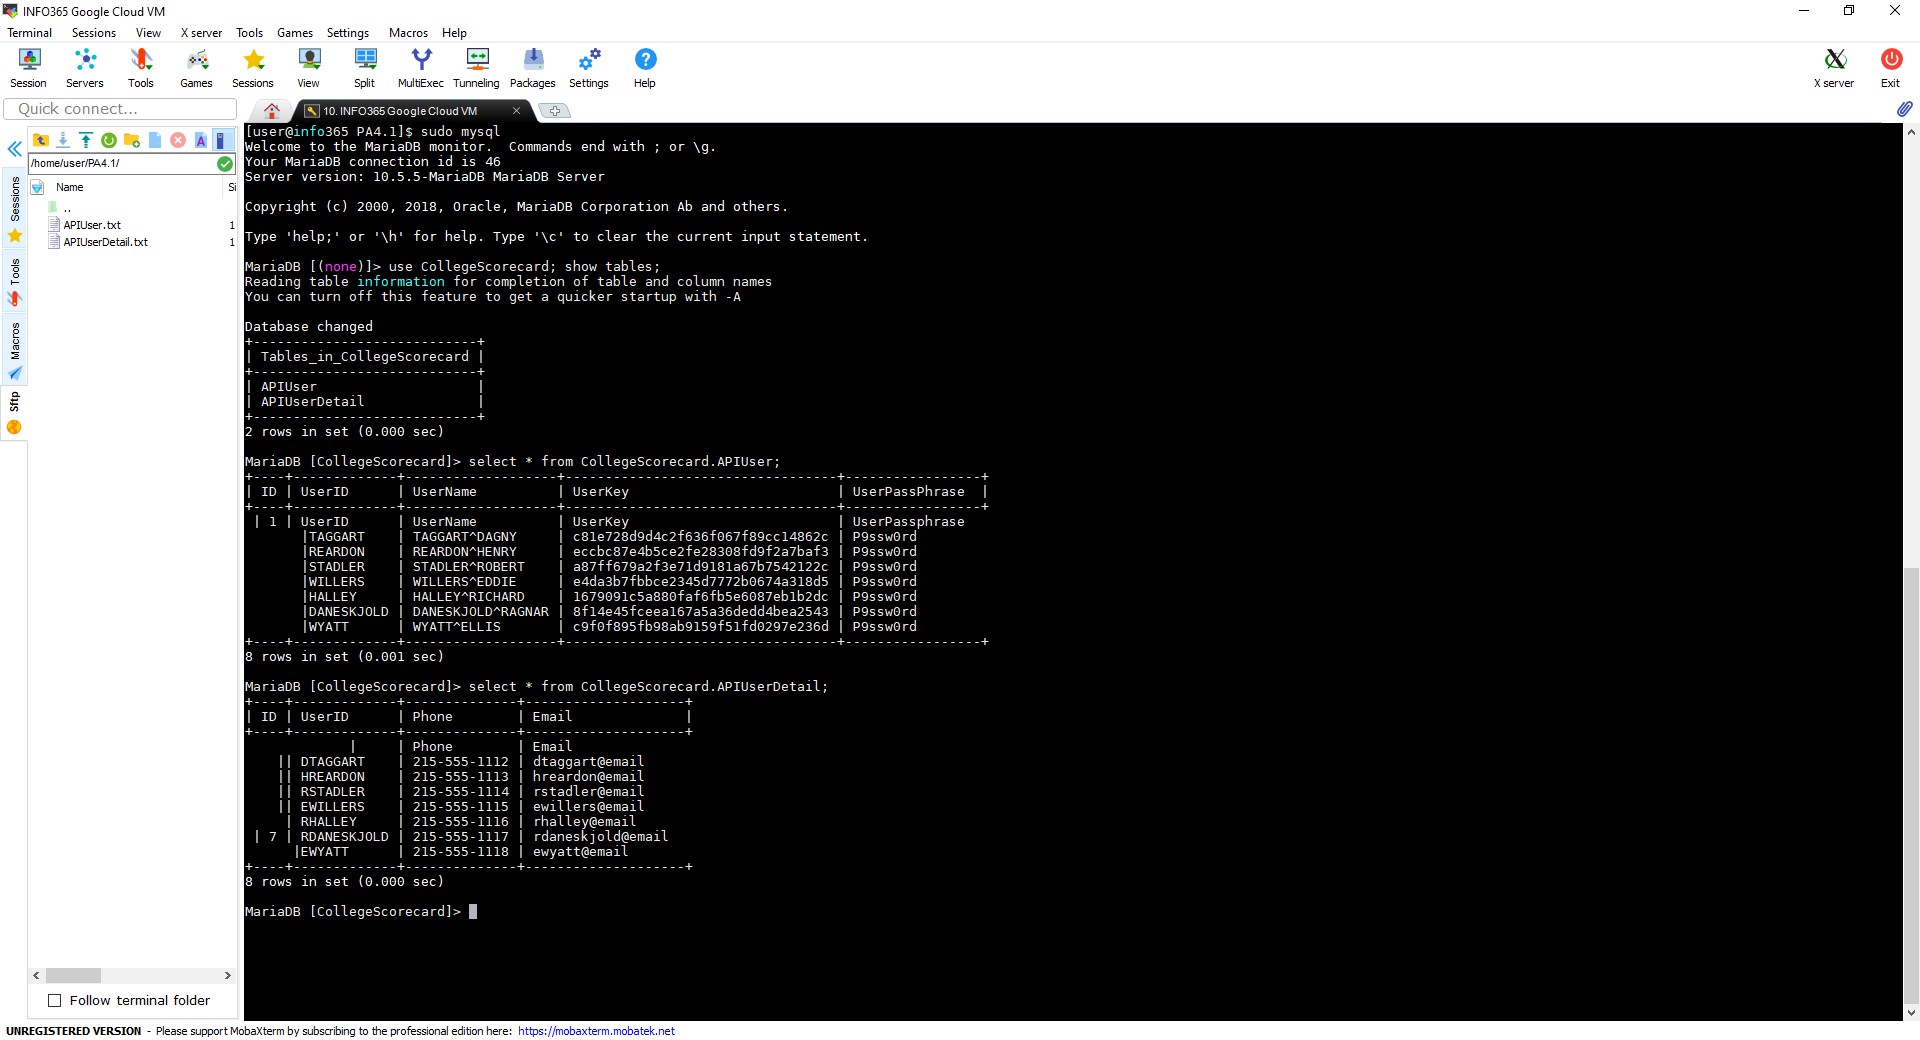 INFO365 Google Cloud VM
Terminal Sessions View X server Tools Games Settings Macros Help
Session Servers Tools Games Sessions View Split MultiExec Tunneling Packages Settings Help X server Exit
Quick connect...
10. INFO365 Google Cloud VM
/home/user/PA4.1/
Name Si
..
APIUser.txt 1
APIUserDetail.txt 1
Sessions
Tools
Macros
Sftp
Follow terminal folder
[user@info365 PA4.1]$ sudo mysql
Welcome to the MariaDB monitor.  Commands end with ; or \g.
Your MariaDB connection id is 46
Server version: 10.5.5-MariaDB MariaDB Server
Copyright (c) 2000, 2018, Oracle, MariaDB Corporation Ab and others.
Type 'help;' or '\h' for help. Type '\c' to clear the current input statement.
MariaDB [(none)]> use CollegeScorecard; show tables;
Reading table information for completion of table and column names
You can turn off this feature to get a quicker startup with -A
Database changed
+----------------------------+
| Tables_in_CollegeScorecard |
+----------------------------+
| APIUser                    |
| APIUserDetail              |
+----------------------------+
2 rows in set (0.000 sec)
MariaDB [CollegeScorecard]> select * from CollegeScorecard.APIUser;
+----+-------------+-------------------+----------------------------------+-----------------+
| ID | UserID      | UserName          | UserKey                          | UserPassPhrase  |
+----+-------------+-------------------+----------------------------------+-----------------+
 | 1 | UserID      | UserName          | UserKey                          | UserPassphrase
       |TAGGART    | TAGGART^DAGNY     | c81e728d9d4c2f636f067f89cc14862c | P9ssw0rd
       |REARDON    | REARDON^HENRY     | eccbc87e4b5ce2fe28308fd9f2a7baf3 | P9ssw0rd
       |STADLER    | STADLER^ROBERT    | a87ff679a2f3e71d9181a67b7542122c | P9ssw0rd
       |WILLERS    | WILLERS^EDDIE     | e4da3b7fbbce2345d7772b0674a318d5 | P9ssw0rd
       |HALLEY     | HALLEY^RICHARD    | 1679091c5a880faf6fb5e6087eb1b2dc | P9ssw0rd
       |DANESKJOLD | DANESKJOLD^RAGNAR | 8f14e45fceea167a5a36dedd4bea2543 | P9ssw0rd
       |WYATT      | WYATT^ELLIS       | c9f0f895fb98ab9159f51fd0297e236d | P9ssw0rd
+----+-------------+-------------------+----------------------------------+-----------------+
8 rows in set (0.001 sec)
MariaDB [CollegeScorecard]> select * from CollegeScorecard.APIUserDetail;
+----+-------------+--------------+--------------------+
| ID | UserID      | Phone        | Email              |
+----+-------------+--------------+--------------------+
             |     | Phone        | Email
    || DTAGGART    | 215-555-1112 | dtaggart@email
    || HREARDON    | 215-555-1113 | hreardon@email
    || RSTADLER    | 215-555-1114 | rstadler@email
    || EWILLERS    | 215-555-1115 | ewillers@email
     | RHALLEY     | 215-555-1116 | rhalley@email
 | 7 | RDANESKJOLD | 215-555-1117 | rdaneskjold@email
      |EWYATT      | 215-555-1118 | ewyatt@email
+----+-------------+--------------+--------------------+
8 rows in set (0.000 sec)
MariaDB [CollegeScorecard]>
UNREGISTERED VERSION - Please support MobaXterm by subscribing to the professional edition here: https://mobaxterm.mobatek.net